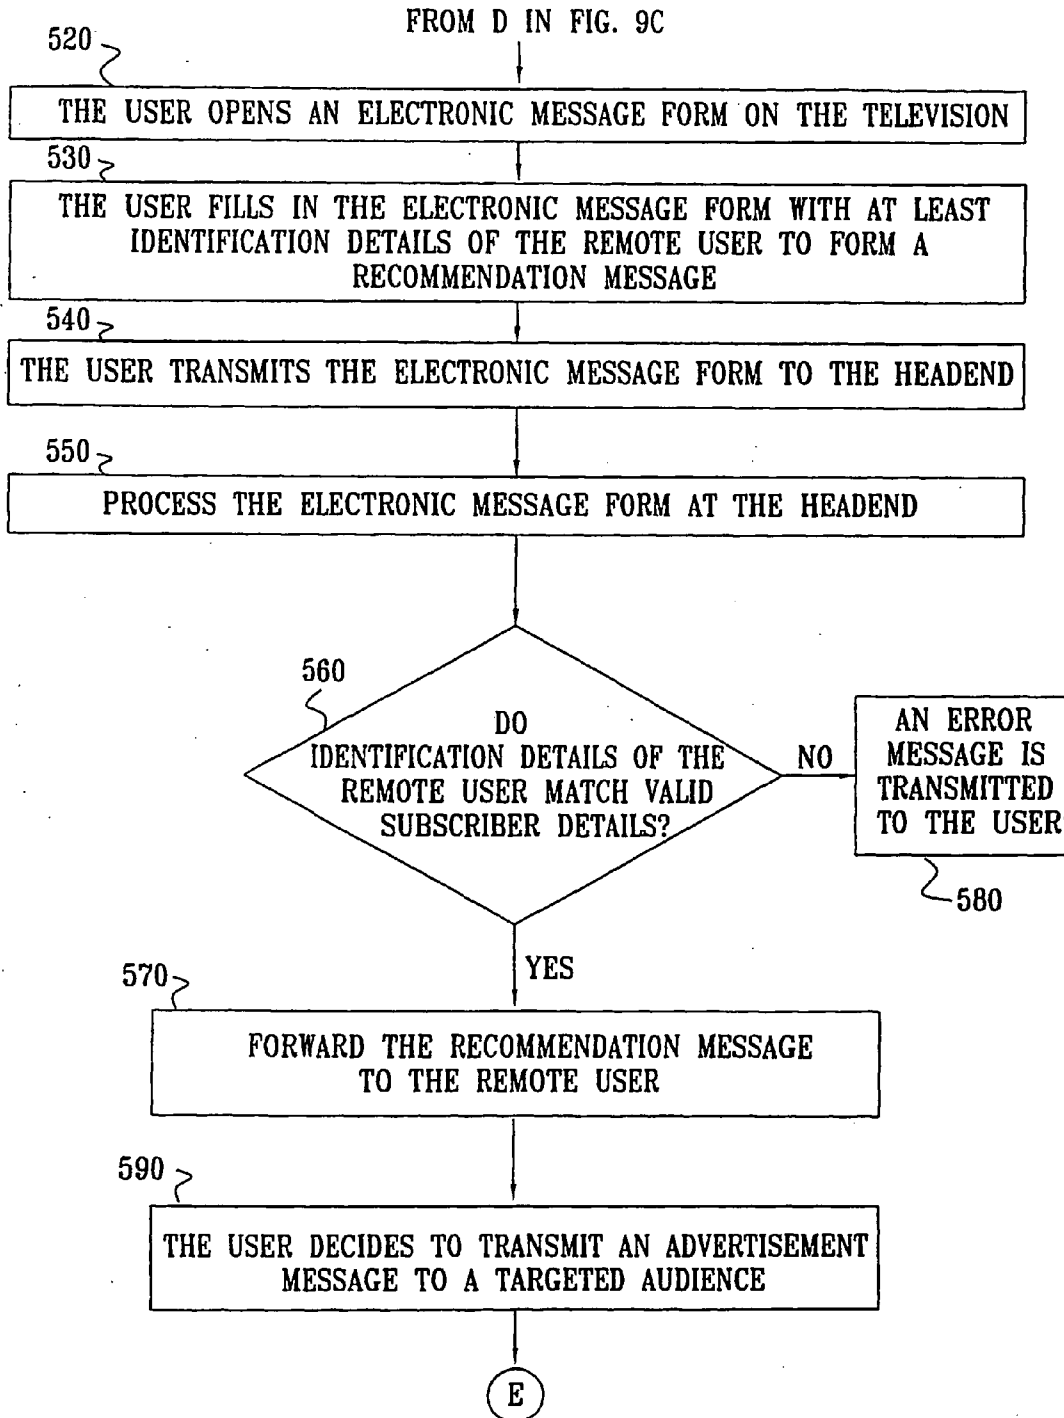 FROM D IN FIG. 9C
520
THE USER OPENS AN ELECTRONIC MESSAGE FORM ON THE TELEVISION
530
THE USER FILLS IN THE ELECTRONIC MESSAGE FORM WITH AT LEAST
IDENTIFICATION DETAILS OF THE REMOTE USER TO FORM A
RECOMMENDATION MESSAGE
540
THE USER TRANSMITS THE ELECTRONIC MESSAGE FORM TO THE HEADEND
550
PROCESS THE ELECTRONIC MESSAGE FORM AT THE HEADEND
560
DO
IDENTIFICATION DETAILS OF THE
REMOTE USER MATCH VALID
SUBSCRIBER DETAILS?
NO
AN ERROR
MESSAGE IS
TRANSMITTED
TO THE USER
580
YES
570
FORWARD THE RECOMMENDATION MESSAGE
TO THE REMOTE USER
590
THE USER DECIDES TO TRANSMIT AN ADVERTISEMENT
MESSAGE TO A TARGETED AUDIENCE
E